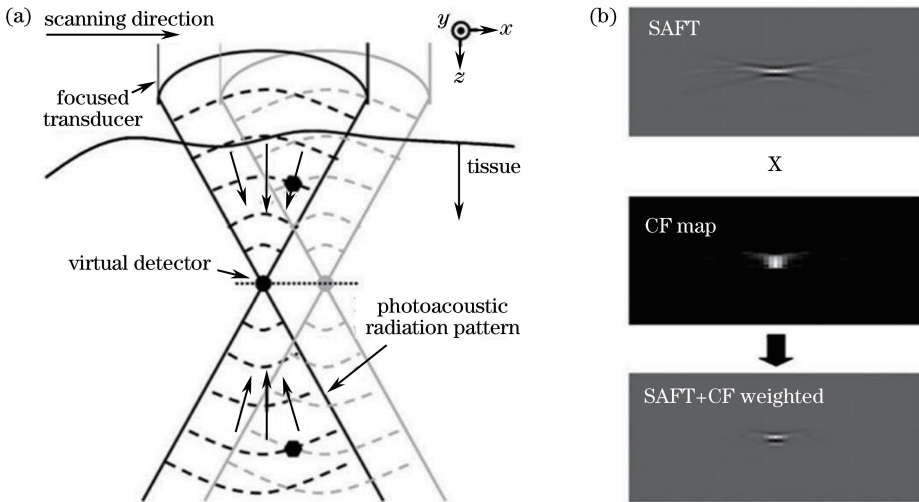 (a)
scanning direction
y
x
z
focused
transducer
tissue
virtual detector
photoacoustic
radiation pattern
(b)
SAFT
X
CF map
SAFT+CF weighted